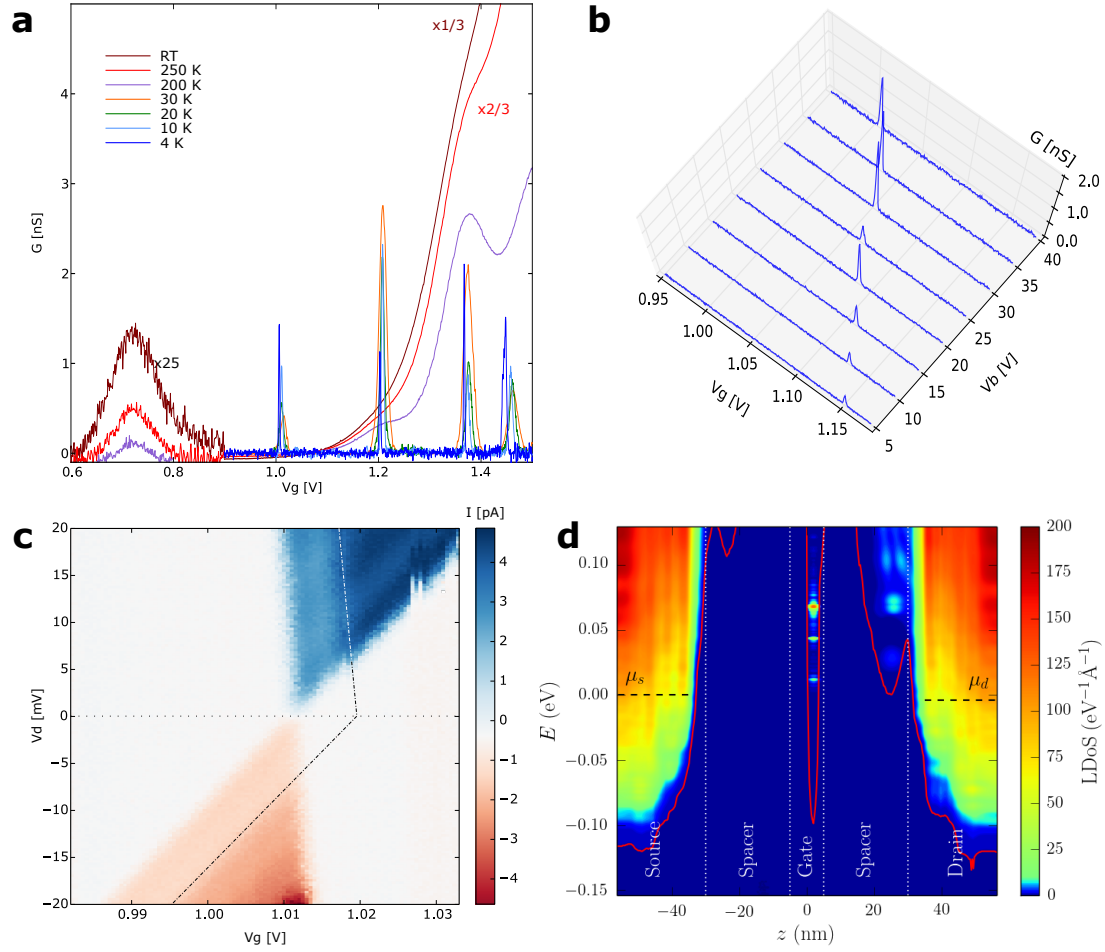 a
x1/3
RT
250 K
200 K
30 K
20 K
10 K
4 K
x2/3
x25
G [nS]
4
3
2
1
0
0.6
0.8
1.0
1.2
1.4
Vg [V]
b
G [nS]
2.0
1.0
0.0
0.95
1.00
1.05
1.10
1.15
Vg [V]
5
10
15
20
25
30
35
40
Vb [V]
c
I [pA]
20
15
10
5
0
−5
−10
−15
−20
Vd [mV]
0.99
1.00
1.01
1.02
1.03
Vg [V]
4
3
2
1
0
−1
−2
−3
−4
d
0.10
0.05
0.00
−0.05
−0.10
−0.15
E (eV)
μs
μd
Source
Spacer
Gate
Spacer
Drain
−40
−20
0
20
40
z (nm)
200
175
150
125
100
75
50
25
0
LDoS (eV⁻¹Å⁻¹)